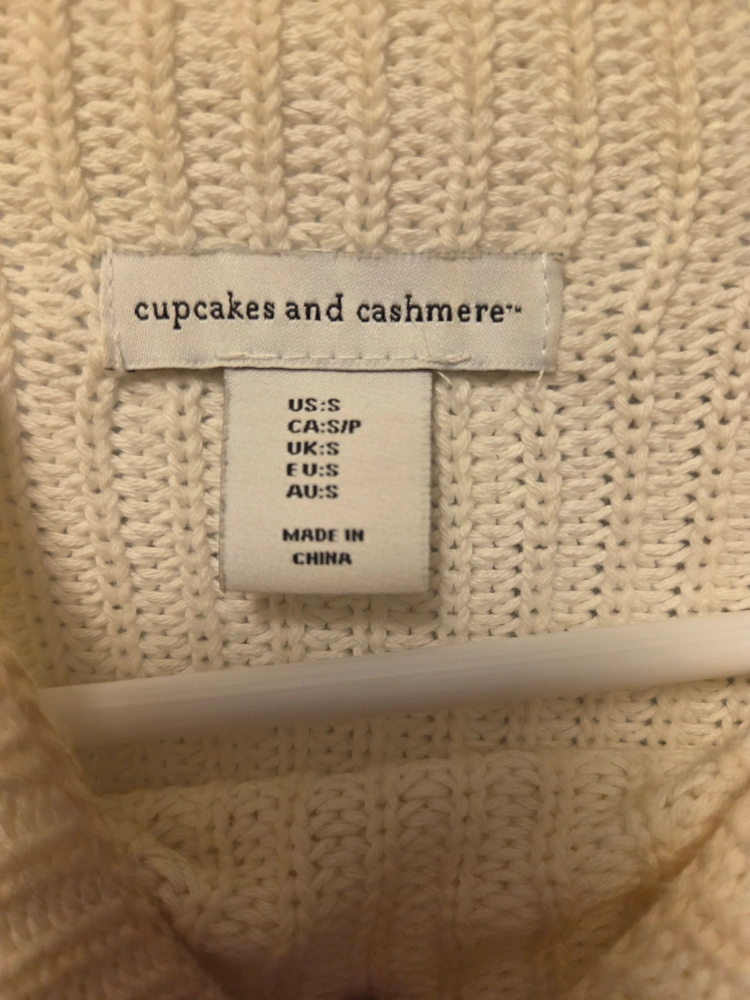 cupcakes and cashmere™
US:S
CA:S/P
UK:S
EU:S
AU:S
MADE IN
CHINA